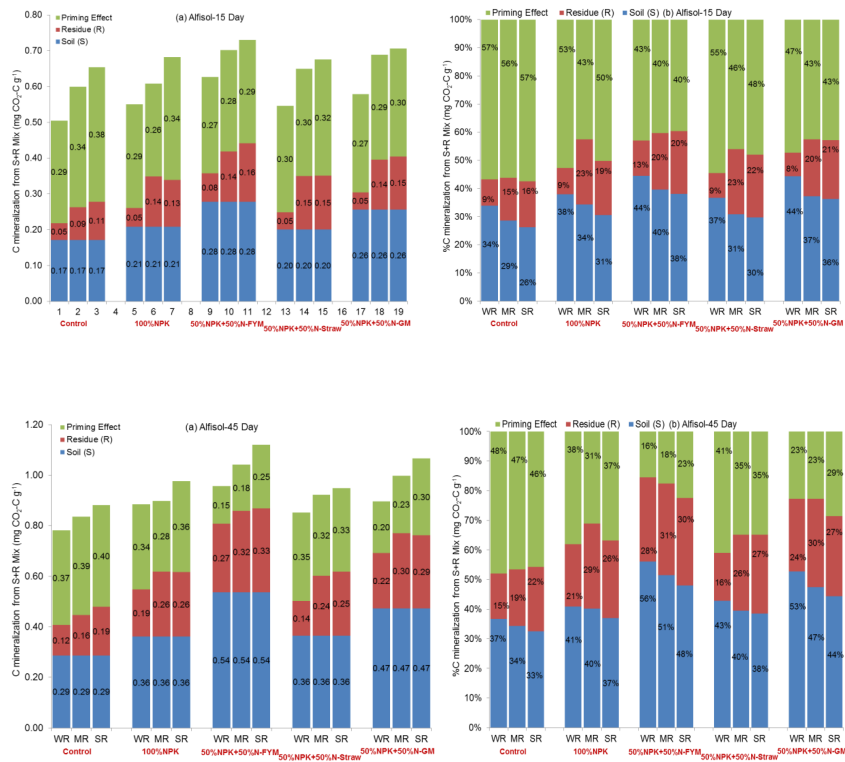 (a) Alfisol-15 Day
Priming Effect
Residue (R)
Soil (S)
C mineralization from S+R Mix (mg CO2-C g-1)
0.80
0.70
0.60
0.50
0.40
0.30
0.20
0.10
0.00
0.29 0.34 0.38 0.29 0.26 0.34 0.27 0.28 0.29 0.30 0.30 0.32 0.27 0.29 0.30
0.05 0.09 0.11 0.05 0.14 0.13 0.08 0.14 0.16 0.05 0.15 0.15 0.05 0.14 0.15
0.17 0.17 0.17 0.21 0.21 0.21 0.28 0.28 0.28 0.20 0.20 0.20 0.26 0.26 0.26
1 2 3 4 5 6 7 8 9 10 11 12 13 14 15 16 17 18 19
Control 100%NPK 50%NPK+50%N-FYM 50%NPK+50%N-Straw 50%NPK+50%N-GM
Priming Effect Residue (R) Soil (S) (b) Alfisol-15 Day
%C mineralization from S+R Mix (mg CO2-C g-1)
100%
90%
80%
70%
60%
50%
40%
30%
20%
10%
0%
57% 56% 57% 53% 43% 50% 43% 40% 40% 55% 46% 48% 47% 43% 43%
9% 15% 16% 9% 23% 19% 13% 20% 20% 9% 23% 22% 8% 20% 21%
34% 29% 26% 38% 34% 31% 44% 40% 38% 37% 31% 30% 44% 37% 36%
WR MR SR WR MR SR WR MR SR WR MR SR WR MR SR
Control 100%NPK 50%NPK+50%N-FYM 50%NPK+50%N-Straw 50%NPK+50%N-GM
(a) Alfisol-45 Day
Priming Effect
Residue (R)
Soil (S)
C mineralization from S+R Mix (mg CO2-C g-1)
1.20
1.00
0.80
0.60
0.40
0.20
0.00
0.37 0.39 0.40 0.34 0.28 0.36 0.15 0.18 0.25 0.35 0.32 0.33 0.20 0.23 0.30
0.12 0.16 0.19 0.19 0.26 0.26 0.27 0.32 0.33 0.14 0.24 0.25 0.22 0.30 0.29
0.29 0.29 0.29 0.36 0.36 0.36 0.54 0.54 0.54 0.36 0.36 0.36 0.47 0.47 0.47
WR MR SR WR MR SR WR MR SR WR MR SR WR MR SR
Control 100%NPK 50%NPK+50%N-FYM 50%NPK+50%N-Straw 50%NPK+50%N-GM
Priming Effect Residue (R) Soil (S) (b) Alfisol-45 Day
%C mineralization from S+R Mix (mg CO2-C g-1)
100%
90%
80%
70%
60%
50%
40%
30%
20%
10%
0%
48% 47% 46% 38% 31% 37% 16% 18% 23% 41% 35% 35% 23% 23% 29%
15% 19% 22% 21% 29% 26% 28% 31% 30% 16% 26% 27% 24% 30% 27%
37% 34% 33% 41% 40% 37% 56% 51% 48% 43% 40% 38% 53% 47% 44%
WR MR SR WR MR SR WR MR SR WR MR SR WR MR SR
Control 100%NPK 50%NPK+50%N-FYM 50%NPK+50%N-Straw 50%NPK+50%N-GM